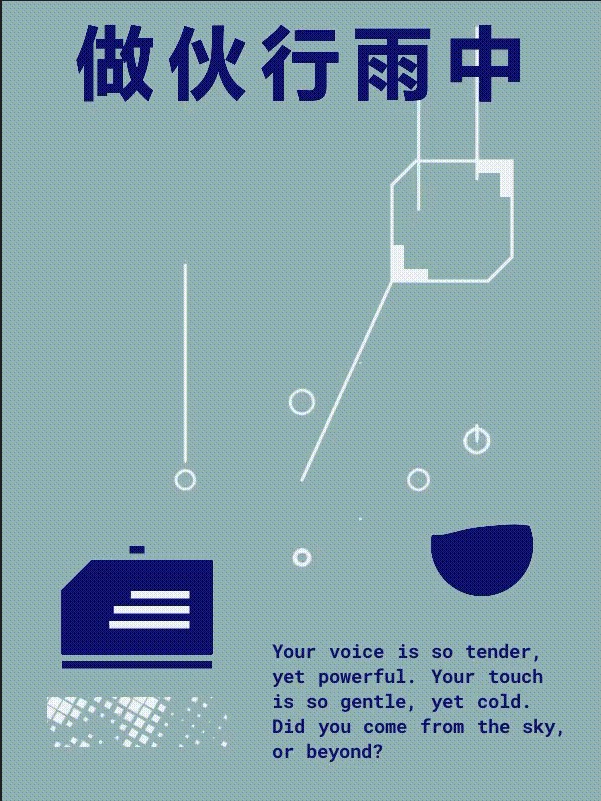 做伙行雨中
Your voice is so tender,
yet powerful. Your touch
is so gentle, yet cold.
Did you come from the sky,
or beyond?